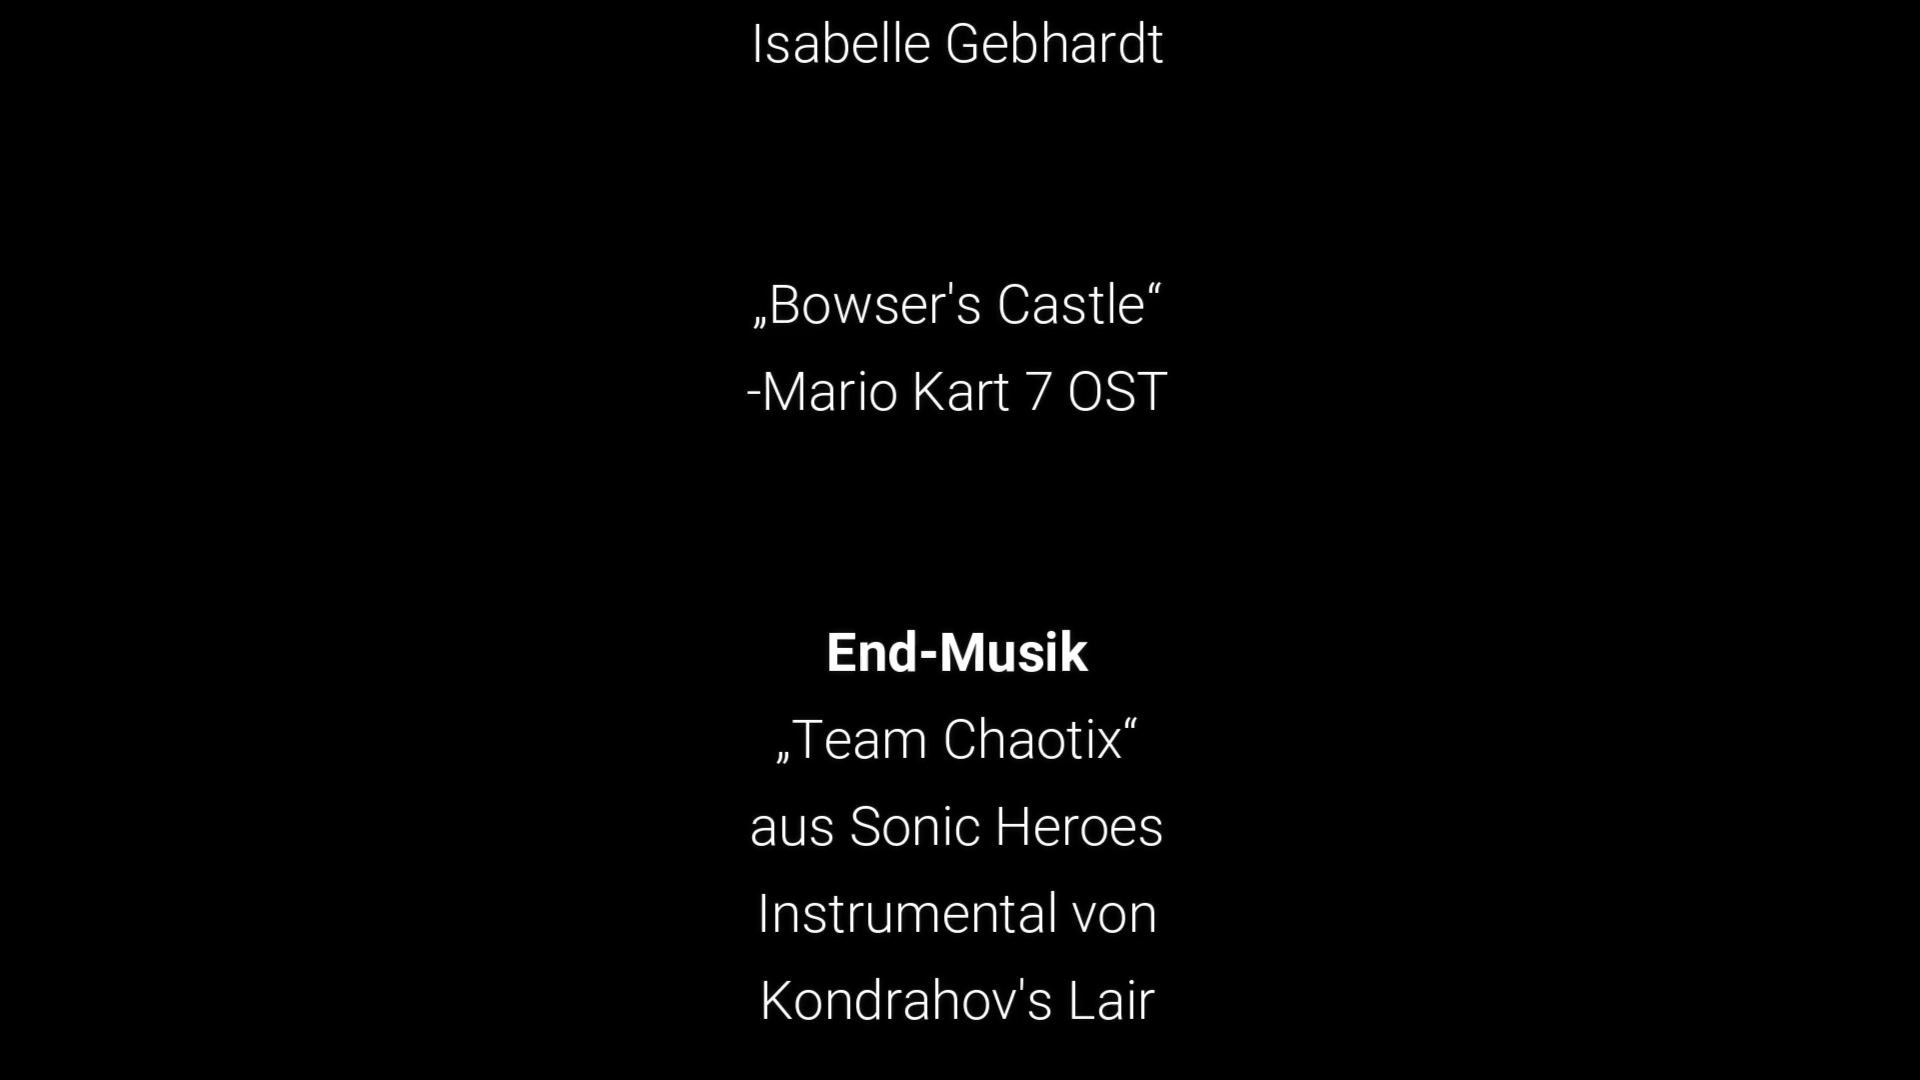 Isabelle Gebhardt
„Bowser's Castle“
-Mario Kart 7 OST
End-Musik
„Team Chaotix“
aus Sonic Heroes
Instrumental von
Kondrahov's Lair